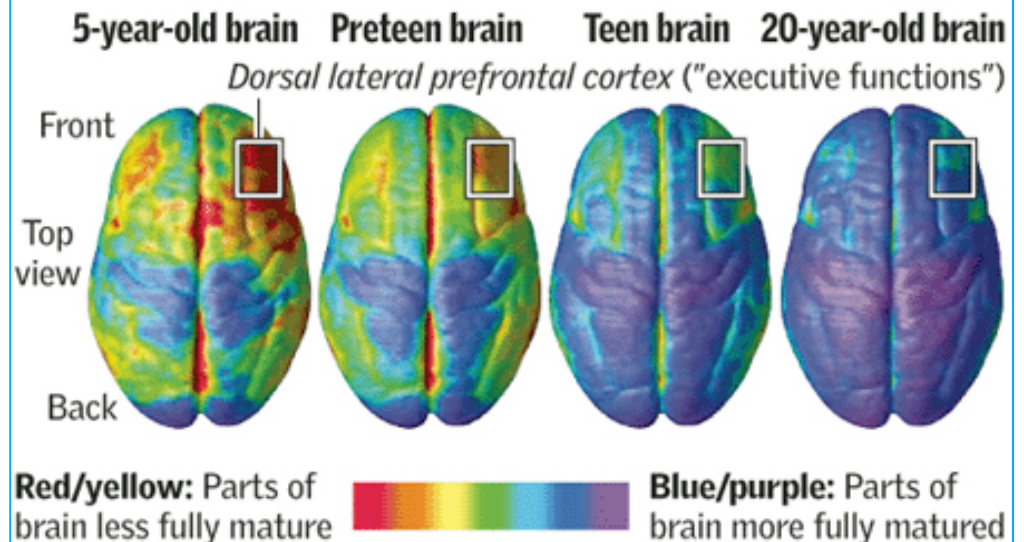 5-year-old brain Preteen brain Teen brain 20-year-old brain
Dorsal lateral prefrontal cortex ("executive functions")
Front
Top
view
Back
Red/yellow: Parts of
brain less fully mature
Blue/purple: Parts of
brain more fully matured